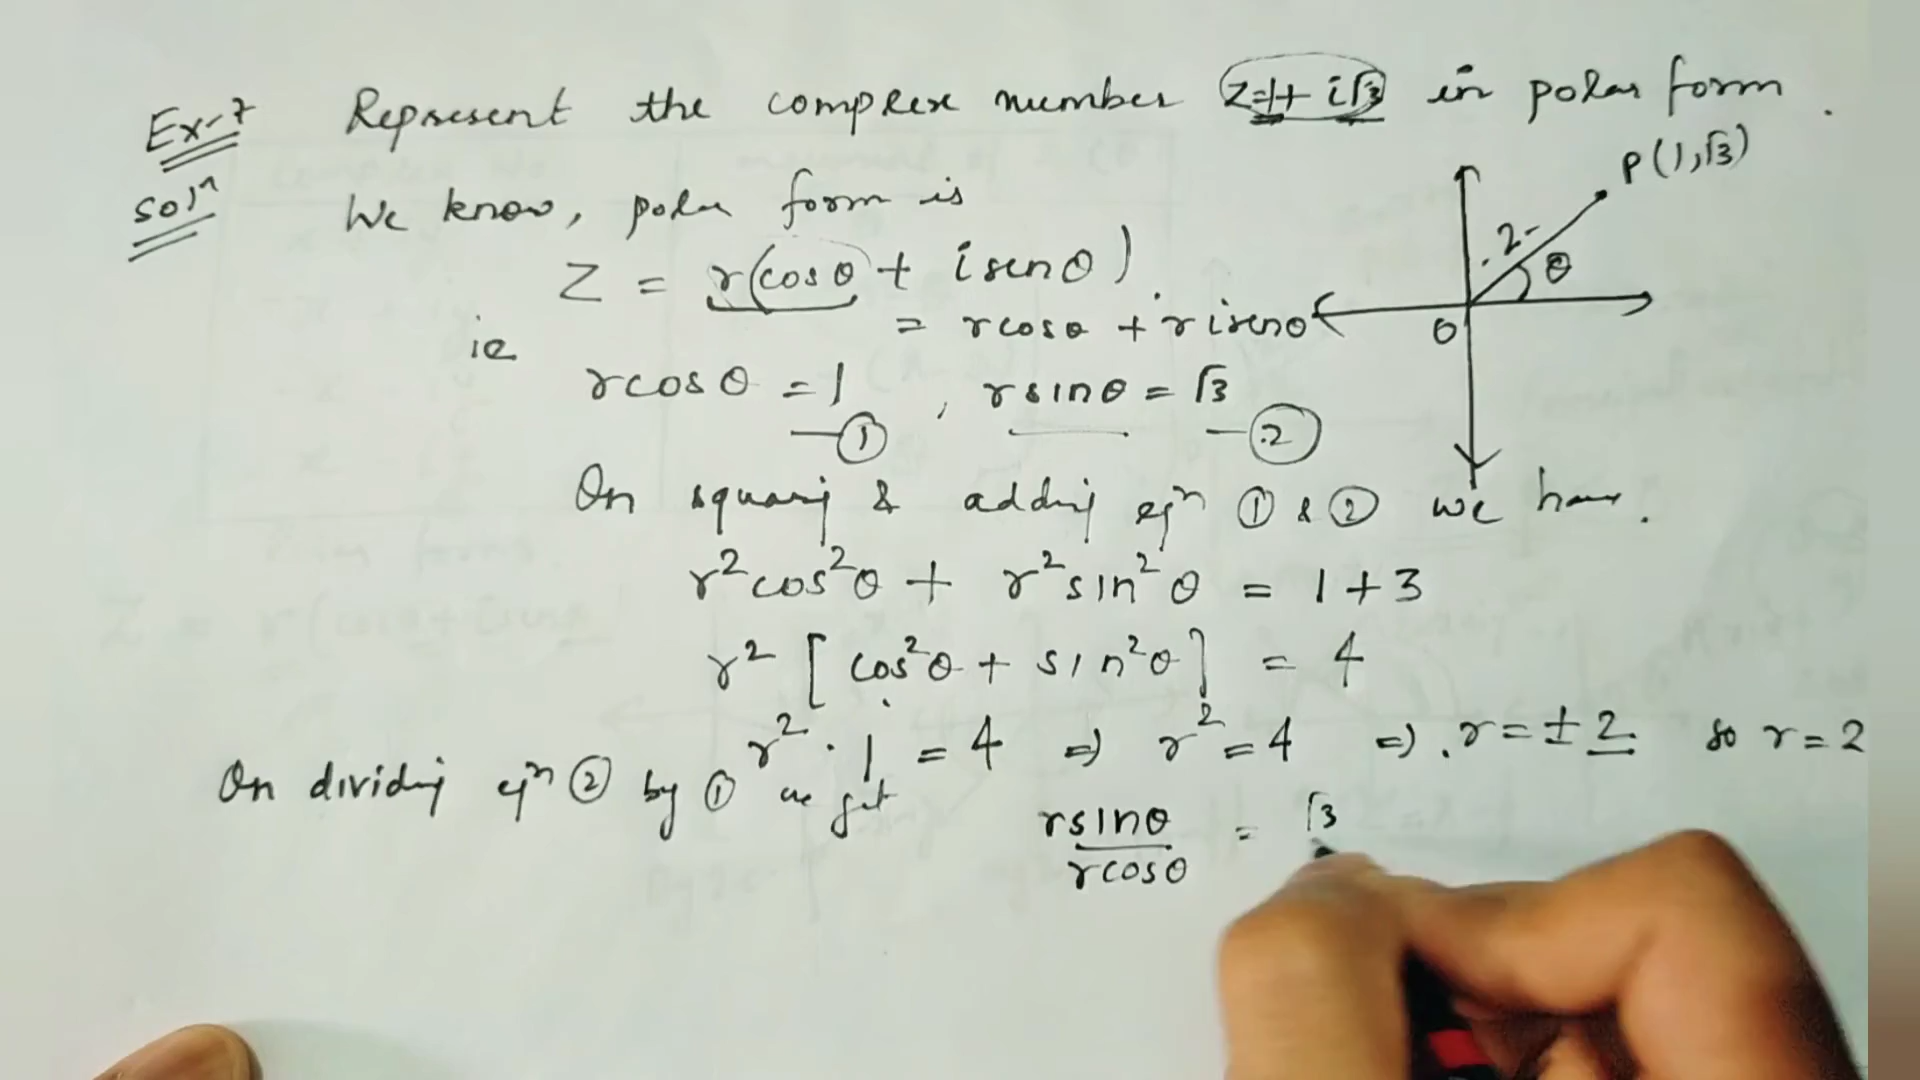 Ex-7 Represent the complex number z=1+i√3 in polar form.
Solⁿ We know, polar form is
P(1,√3)
Z = r(cosθ + isinθ).
2
θ
= rcosθ + risinθ
O
ie
rcosθ = 1 —①, rsinθ = √3 —②
On squaring & adding eqⁿ ① & ② we have.
r²cos²θ + r²sin²θ = 1+3
r² [cos²θ + sin²θ] = 4
r²·1 = 4 ⇒ r² = 4 ⇒ r = ±2 so r = 2
On dividing eqⁿ ② by ① we get
rsinθ/rcosθ = √3